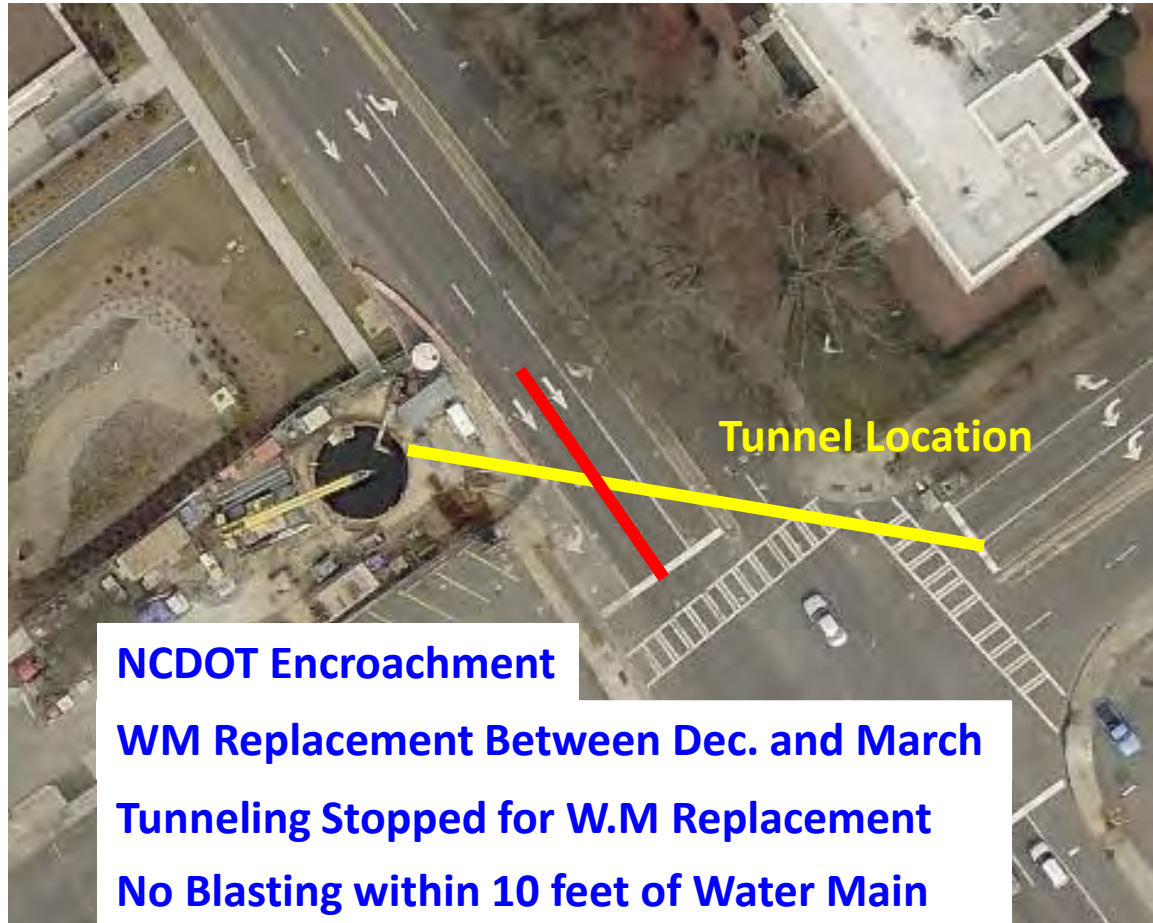 Tunnel Location
NCDOT Encroachment
WM Replacement Between Dec. and March
Tunneling Stopped for W.M Replacement
No Blasting within 10 feet of Water Main